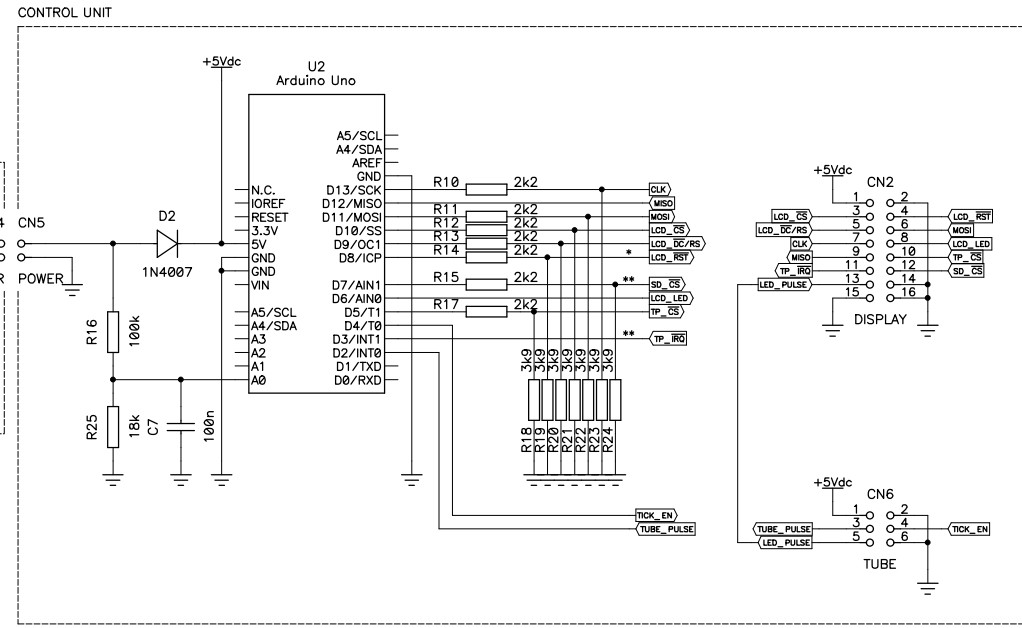 CONTROL UNIT
+5Vdc
U2
Arduino Uno
A5/SCL
A4/SDA
AREF
GND
D13/SCK
D12/MISO
D11/MOSI
D10/SS
D9/OC1
D8/ICP
D7/AIN1
D6/AIN0
D5/T1
D4/T0
D3/INT1
D2/INT0
D1/TXD
D0/RXD
N.C.
IOREF
RESET
3.3V
5V
GND
GND
VIN
A5/SCL
A4/SDA
A3
A2
A1
A0
4
CN5
R
POWER
D2
1N4007
R16
100k
R25
18k
C7
100n
R10 2k2
R11 2k2
R12 2k2
R13 2k2
R14 2k2
R15 2k2
R17 2k2
CLK
MISO
MOSI
LCD_CS
LCD_DC/RS
* LCD_RST
** SD_CS
LCD_LED
TP_CS
** TP_IRQ
3k9
3k9
3k9
3k9
3k9
3k9
3k9
R18
R19
R20
R21
R22
R23
R24
TICK_EN
TUBE_PULSE
+5Vdc
CN2
1 2
LCD_CS 3 4 LCD_RST
LCD_DC/RS 5 6 MOSI
CLK 7 8 LCD_LED
MISO 9 10 TP_CS
TP_IRQ 11 12 SD_CS
LED_PULSE 13 14
15 16
DISPLAY
+5Vdc
CN6
1 2
TUBE_PULSE 3 4 TICK_EN
LED_PULSE 5 6
TUBE